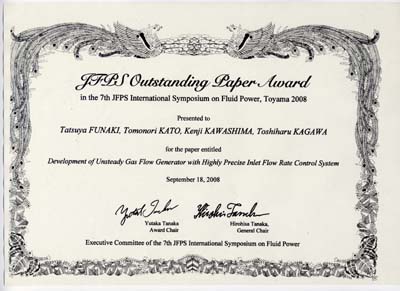 JFPS Outstanding Paper Award
in the 7th JFPS International Symposium on Fluid Power, Toyama 2008
Presented to
Tatsuya FUNAKI, Tomonori KATO, Kenji KAWASHIMA, Toshiharu KAGAWA
for the paper entitled
Development of Unsteady Gas Flow Generator with Highly Precise Inlet Flow Rate Control System
September 18, 2008
Yutaka Tanaka Hirohisa Tanaka,
Award Chair General Chair
Executive Committee of the 7th JFPS International Symposium on Fluid Power